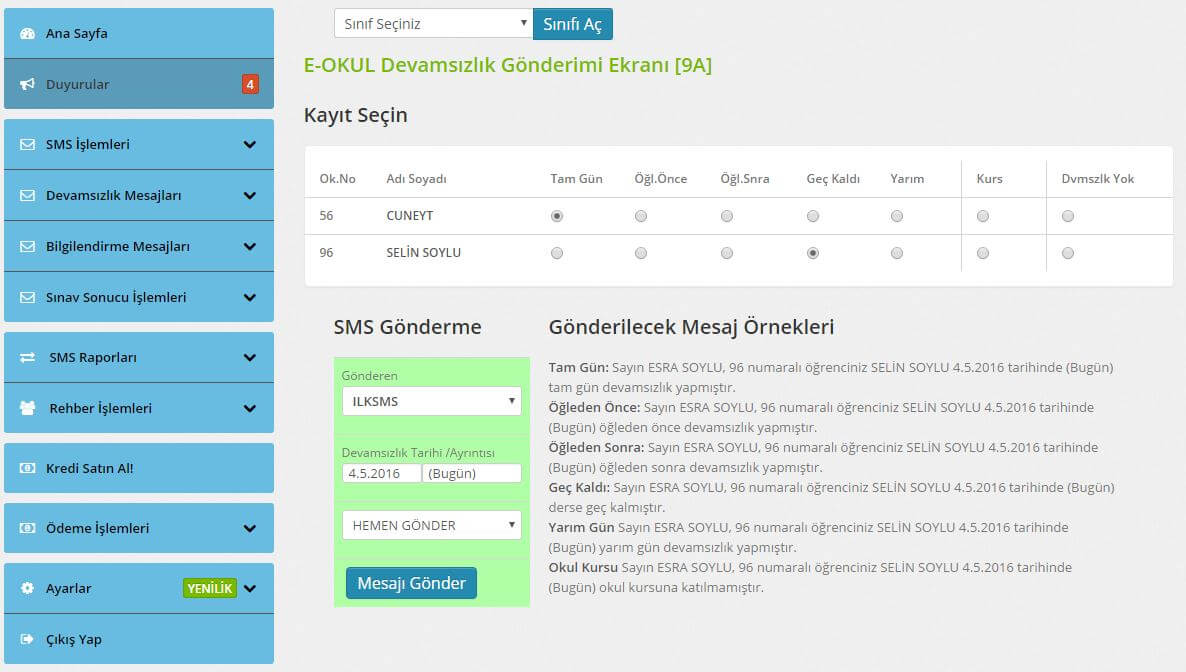 Ana Sayfa
Duyurular 4
SMS İşlemleri
Devamsızlık Mesajları
Bilgilendirme Mesajları
Sınav Sonucu İşlemleri
SMS Raporları
Rehber İşlemleri
Kredi Satın Al!
Ödeme İşlemleri
Ayarlar YENİLİK
Çıkış Yap
Sınıf Seçiniz Sınıfı Aç
E-OKUL Devamsızlık Gönderimi Ekranı [9A]
Kayıt Seçin
Ok.No Adı Soyadı Tam Gün Öğl.Önce Öğl.Snra Geç Kaldı Yarım Kurs Dvmszlk Yok
56 CUNEYT
96 SELİN SOYLU
SMS Gönderme
Gönderen
ILKSMS
Devamsızlık Tarihi /Ayrıntısı
4.5.2016 (Bugün)
HEMEN GÖNDER
Mesajı Gönder
Gönderilecek Mesaj Örnekleri
Tam Gün: Sayın ESRA SOYLU, 96 numaralı öğrenciniz SELİN SOYLU 4.5.2016 tarihinde (Bugün)
tam gün devamsızlık yapmıştır.
Öğleden Önce: Sayın ESRA SOYLU, 96 numaralı öğrenciniz SELİN SOYLU 4.5.2016 tarihinde
(Bugün) öğleden önce devamsızlık yapmıştır.
Öğleden Sonra: Sayın ESRA SOYLU, 96 numaralı öğrenciniz SELİN SOYLU 4.5.2016 tarihinde
(Bugün) öğleden sonra devamsızlık yapmıştır.
Geç Kaldı: Sayın ESRA SOYLU, 96 numaralı öğrenciniz SELİN SOYLU 4.5.2016 tarihinde (Bugün)
derse geç kalmıştır.
Yarım Gün Sayın ESRA SOYLU, 96 numaralı öğrenciniz SELİN SOYLU 4.5.2016 tarihinde
(Bugün) yarım gün devamsızlık yapmıştır.
Okul Kursu Sayın ESRA SOYLU, 96 numaralı öğrenciniz SELİN SOYLU 4.5.2016 tarihinde
(Bugün) okul kursuna katılmamıştır.